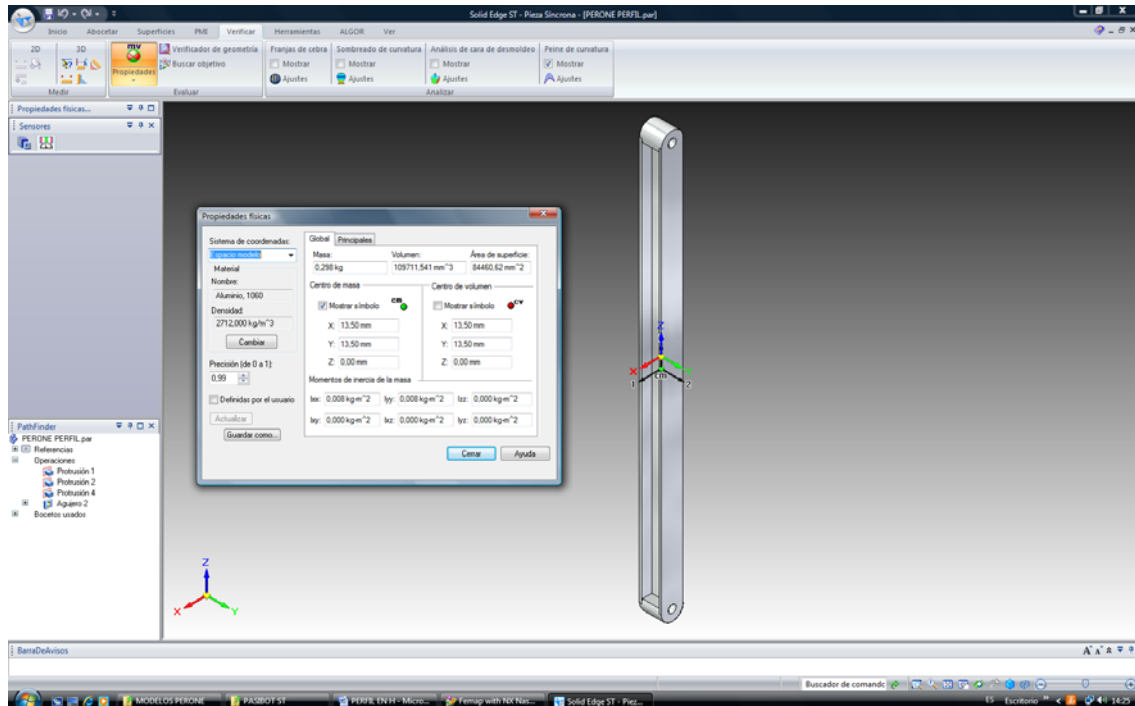 Solid Edge ST - Pieza Síncrona - [PERONE PERFIL.par]
Inicio Abocetar Superficies PMI Verificar Herramientas ALGOR Ver
2D 3D
Medir
Propiedades
Verificador de geometría
Buscar objetivo
Evaluar
Franjas de cebra
Mostrar
Ajustes
Sombreado de curvatura
Mostrar
Ajustes
Análisis de cara de desmoldeo
Mostrar
Ajustes
Peine de curvatura
Mostrar
Ajustes
Analizar
Propiedades físicas...
Sensores
Propiedades físicas
Sistema de coordenadas:
Espacio modelo
Material
Nombre:
Aluminio, 1060
Densidad:
2712,000 kg/m^3
Cambiar
Precisión (de 0 a 1):
0,99
Definidas por el usuario
Actualizar
Guardar como...
Global Principales
Masa: Volumen: Área de superficie:
0,298 kg 109711,541 mm^3 84460,62 mm^2
Centro de masa Centro de volumen
Mostrar símbolo cm Mostrar símbolo cv
X: 13,50 mm X: 13,50 mm
Y: 13,50 mm Y: 13,50 mm
Z: 0,00 mm Z: 0,00 mm
Momentos de inercia de la masa
Ixx: 0,008 kg-m^2 Iyy: 0,008 kg-m^2 Izz: 0,000 kg-m^2
Ixy: 0,000 kg-m^2 Ixz: 0,000 kg-m^2 Iyz: 0,000 kg-m^2
Cerrar Ayuda
Z
X
Y
cm
1 2
PathFinder
PERONE PERFIL.par
Referencias
Operaciones
Protrusión 1
Protrusión 2
Protrusión 4
Agujero 2
Bocetos usados
Z
X
Y
BarraDeAvisos
Buscador de comandc
MODELOS PERONE PASIBOT ST PERFIL EN H - Micro... Femap with NX Nas... Solid Edge ST - Piez... ES Escritorio 14:25